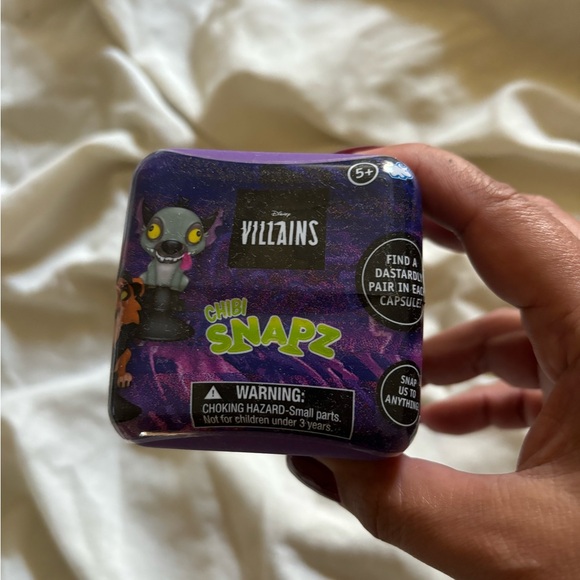 5+
Disney
VILLAINS
FIND A
DASTARDLY
PAIR IN EACH
CAPSULE!
CHIBI
SNAPZ
SNAP
US TO
ANYTHING
WARNING:
CHOKING HAZARD-Small parts.
Not for children under 3 years.